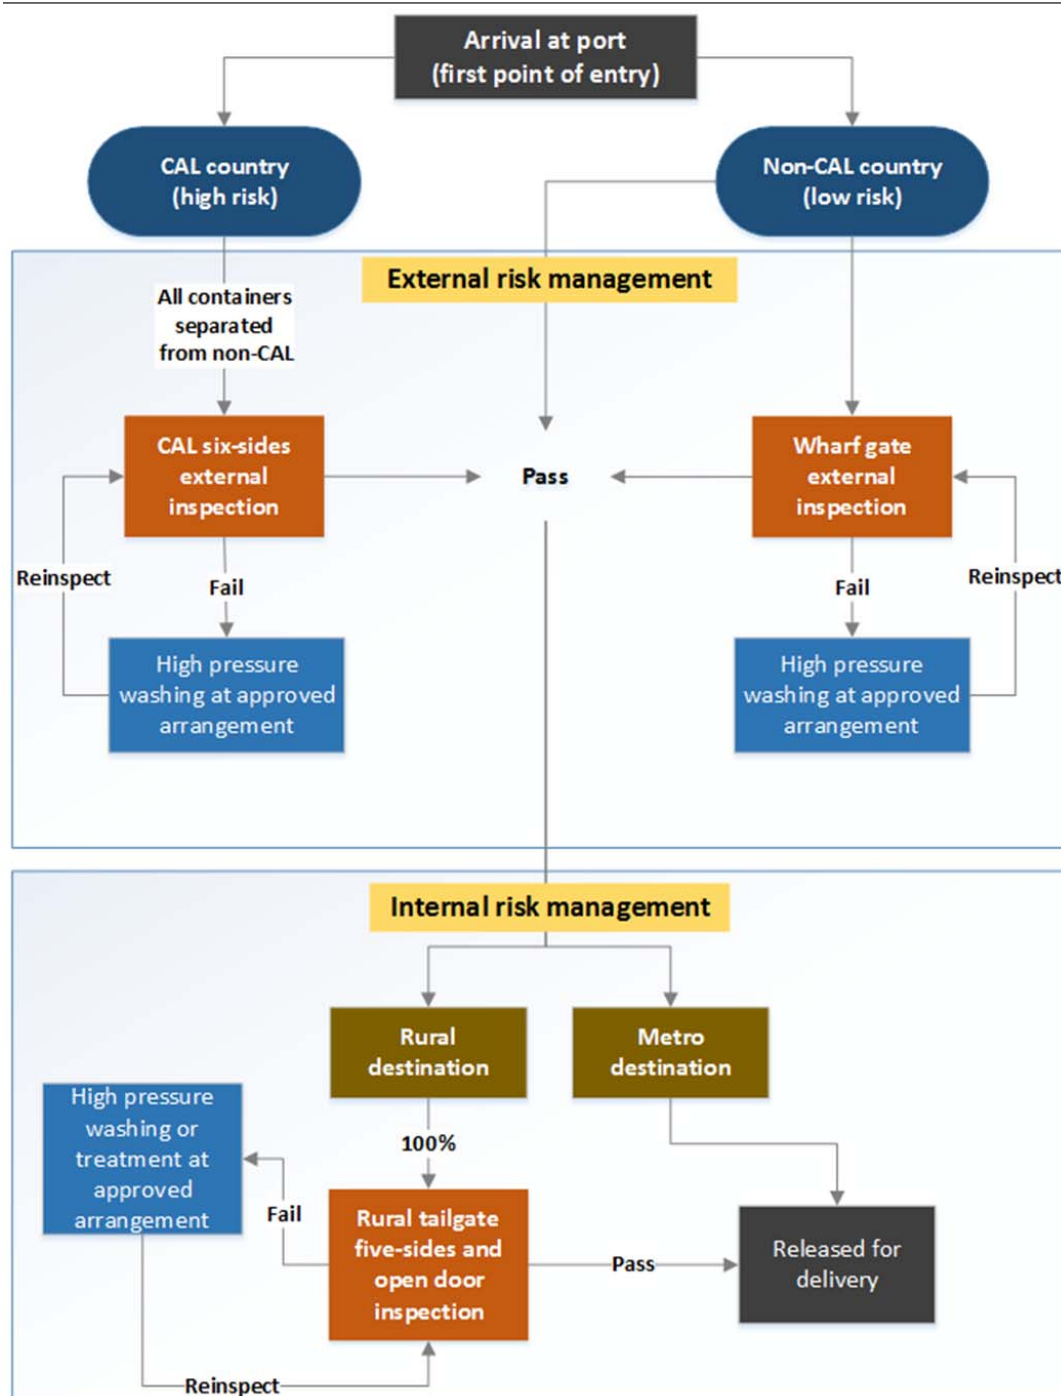 Arrival at port
(first point of entry)
CAL country
(high risk)
Non-CAL country
(low risk)
External risk management
All containers
separated
from non-CAL
CAL six-sides
external
inspection
Pass
Wharf gate
external
inspection
Reinspect
Fail
Fail
Reinspect
High pressure
washing at approved
arrangement
High pressure
washing at approved
arrangement
Internal risk management
Rural
destination
Metro
destination
High pressure
washing or
treatment at
approved
arrangement
100%
Fail
Rural tailgate
five-sides and
open door
inspection
Pass
Released for
delivery
Reinspect